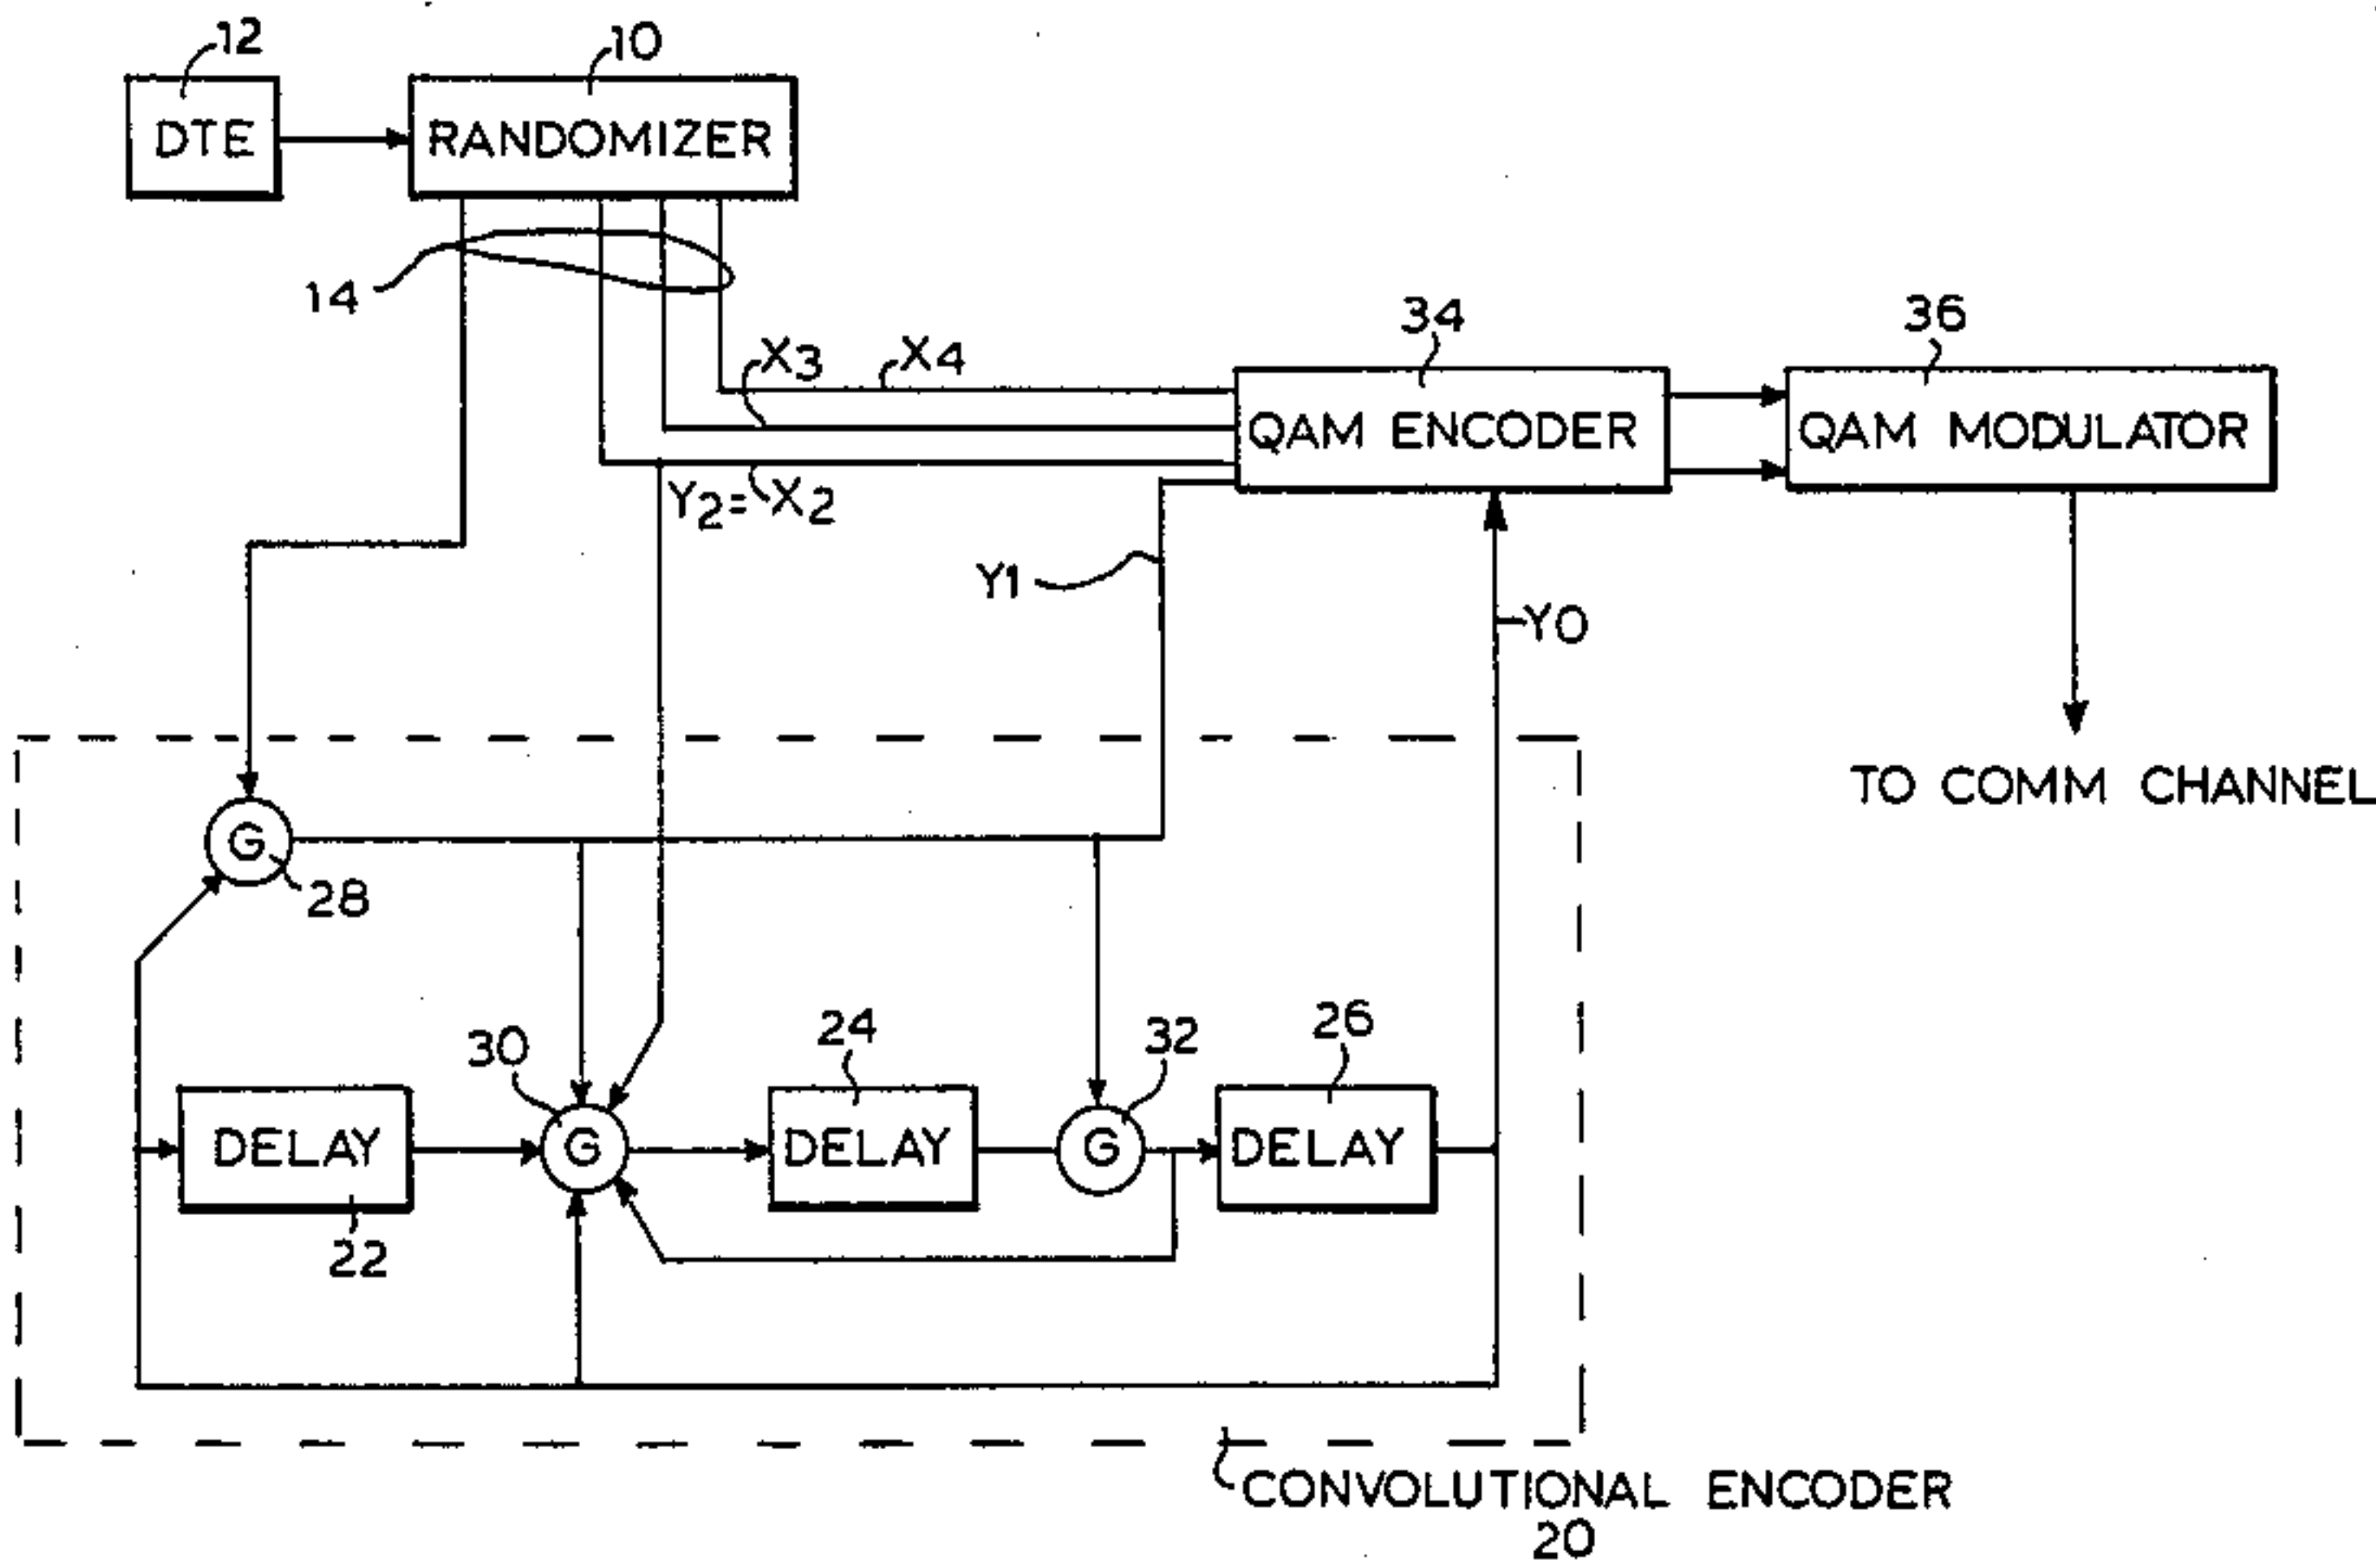 12
10
DTE
RANDOMIZER
14
X3
X4
34
36
QAM ENCODER
QAM MODULATOR
Y2=X2
Y1
Y0
TO COMM CHANNEL
G
28
30
24
32
26
DELAY
G
DELAY
G
DELAY
22
CONVOLUTIONAL ENCODER
20